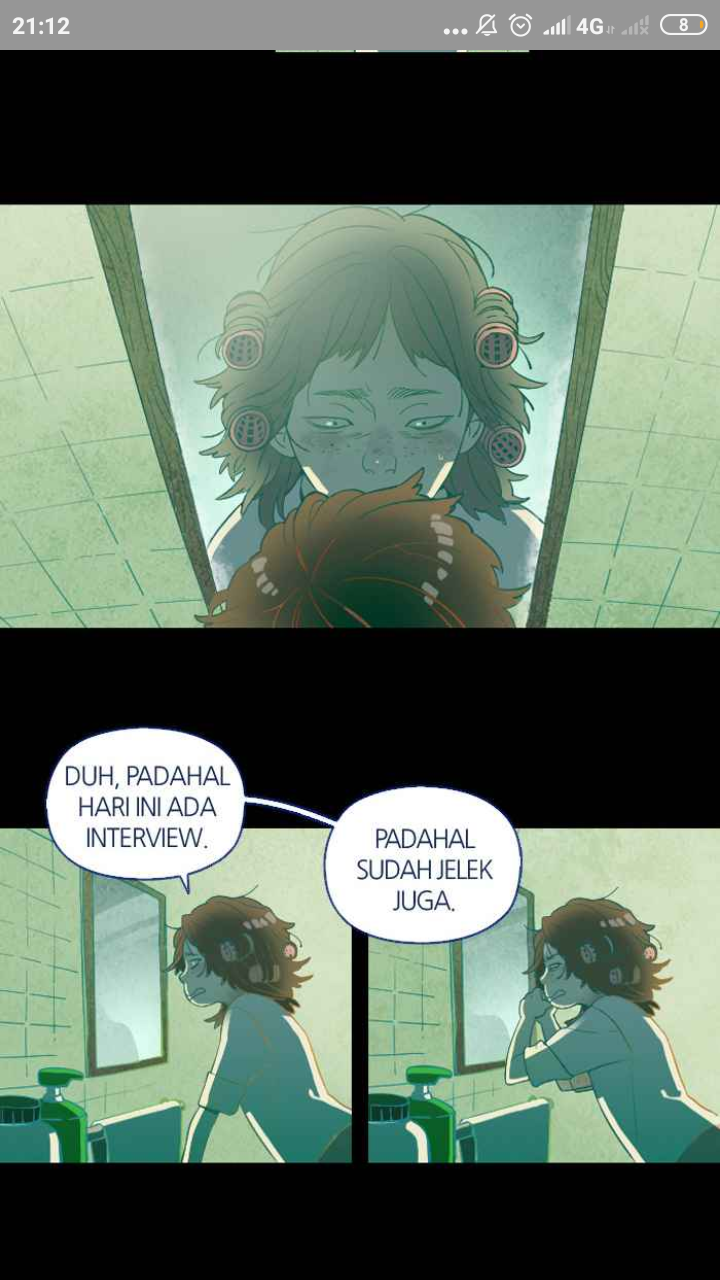 21:12
4G
8
DUH, PADAHAL
HARI INI ADA
INTERVIEW.
PADAHAL
SUDAH JELEK
JUGA.